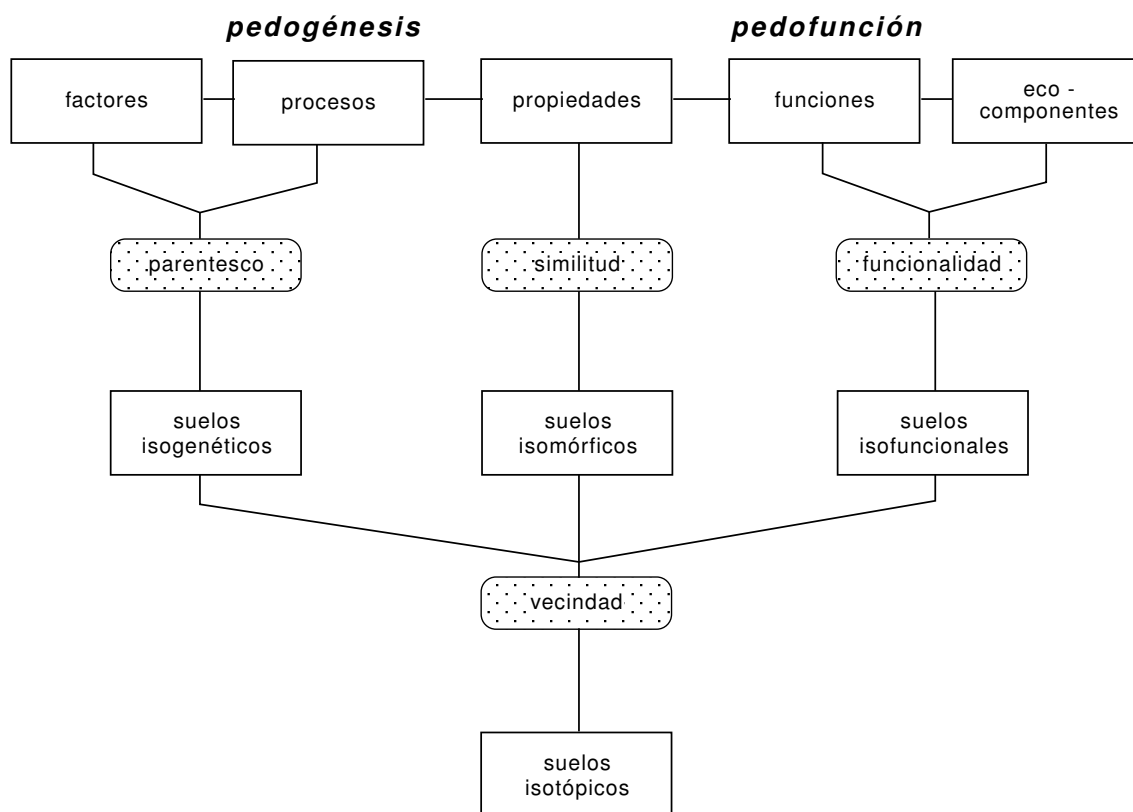 pedogénesis
pedofunción
factores
procesos
propiedades
funciones
eco -
componentes
parentesco
similitud
funcionalidad
suelos
isogenéticos
suelos
isomórficos
suelos
isofuncionales
vecindad
suelos
isotópicos